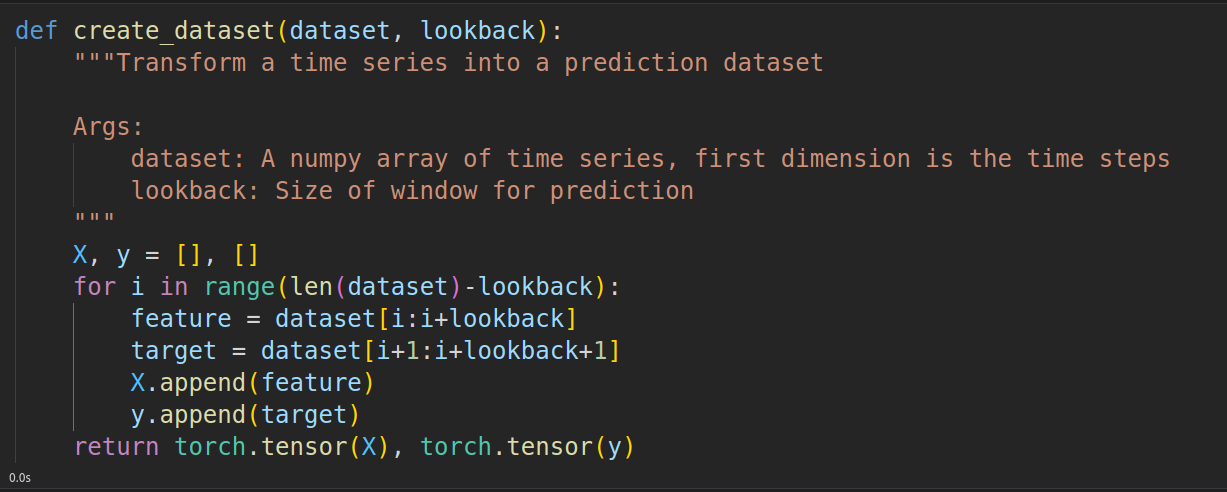 def create_dataset(dataset, lookback):
    """Transform a time series into a prediction dataset
    Args:
        dataset: A numpy array of time series, first dimension is the time steps
        lookback: Size of window for prediction
    """
    X, y = [], []
    for i in range(len(dataset)-lookback):
        feature = dataset[i:i+lookback]
        target = dataset[i+1:i+lookback+1]
        X.append(feature)
        y.append(target)
    return torch.tensor(X), torch.tensor(y)
0.0s